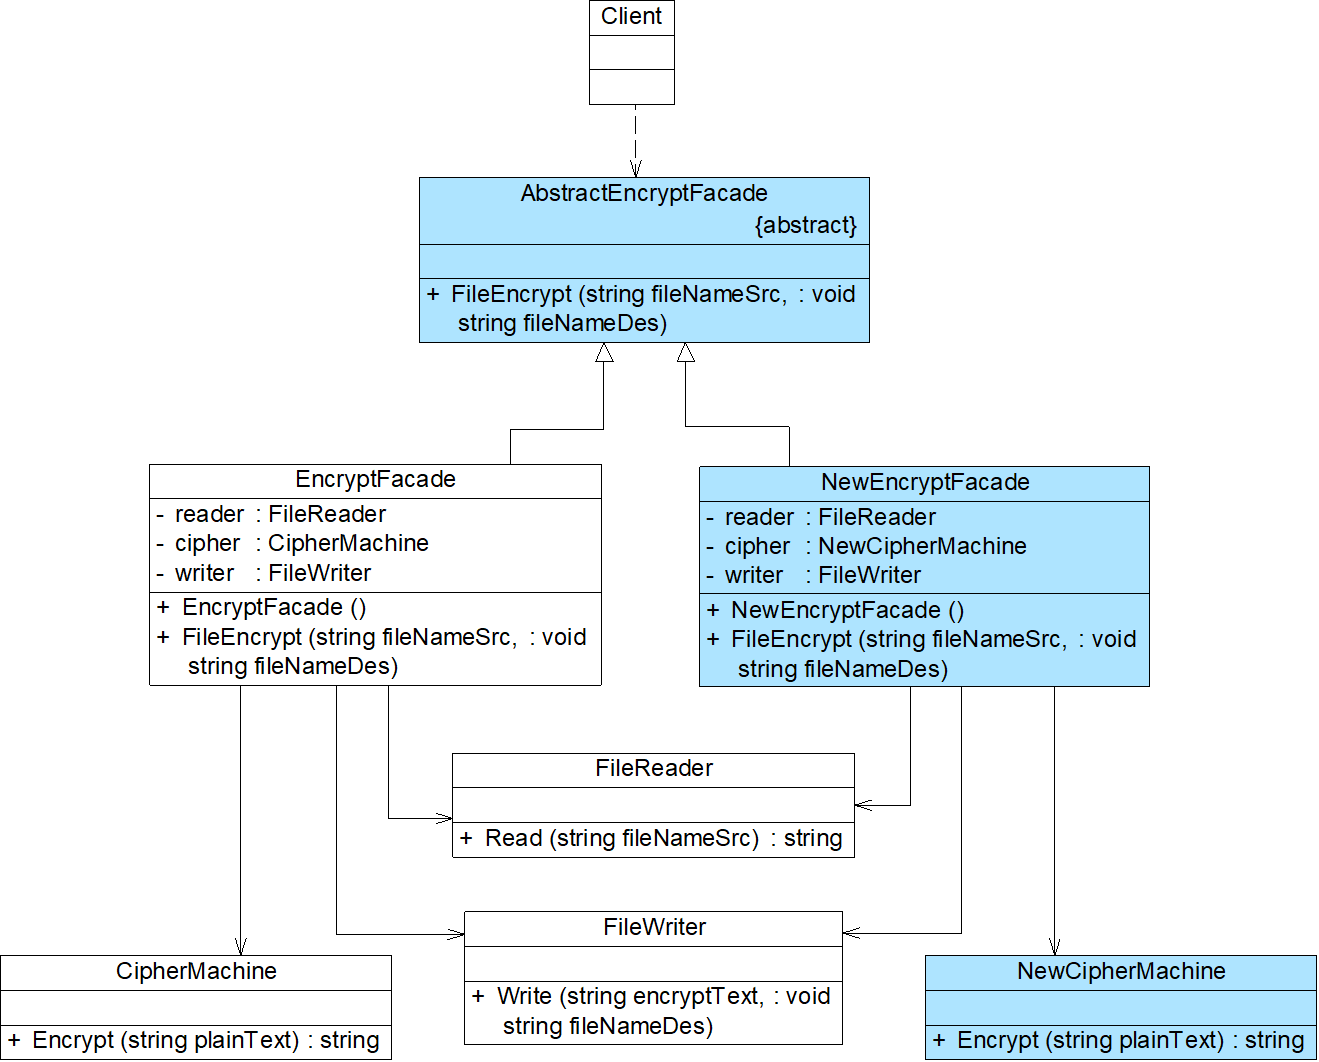 Client
AbstractEncryptFacade
{abstract}
+ FileEncrypt (string fileNameSrc, : void
string fileNameDes)
EncryptFacade
- reader : FileReader
- cipher : CipherMachine
- writer : FileWriter
+ EncryptFacade ()
+ FileEncrypt (string fileNameSrc, : void
string fileNameDes)
NewEncryptFacade
- reader : FileReader
- cipher : NewCipherMachine
- writer : FileWriter
+ NewEncryptFacade ()
+ FileEncrypt (string fileNameSrc, : void
string fileNameDes)
FileReader
+ Read (string fileNameSrc) : string
FileWriter
+ Write (string encryptText, : void
string fileNameDes)
CipherMachine
+ Encrypt (string plainText) : string
NewCipherMachine
+ Encrypt (string plainText) : string